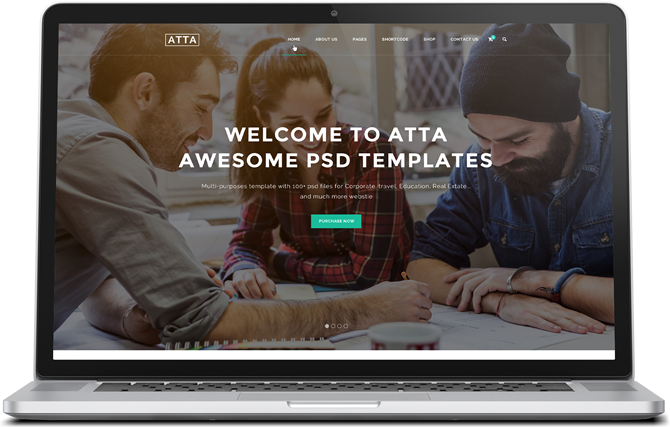 ATTA
HOME ABOUT US PAGES SHORTCODE SHOP CONTACT US
WELCOME TO ATTA
AWESOME PSD TEMPLATES
Multi-purposes template with 100+ psd files for Corporate, travel, Education, Real Extate...
and much more webstie
PURCHASE NOW